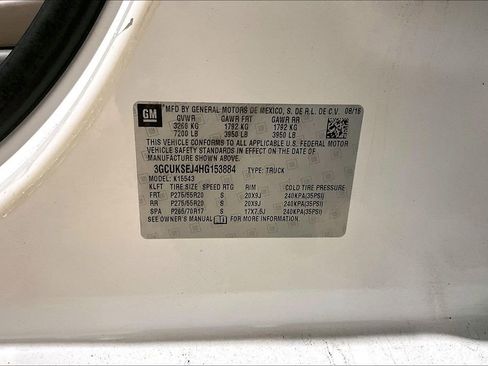 GM
MFD BY GENERAL MOTORS DE MEXICO, S. DE R.L. DE C.V. 08/16
GVWR GAWR FRT GAWR RR
3266 KG 1792 KG 1792 KG
7200 LB 3950 LB 3950 LB
THIS VEHICLE CONFORMS TO ALL APPLICABLE U.S. FEDERAL MOTOR
VEHICLE SAFETY, BUMPER, AND THEFT PREVENTION STANDARDS IN
EFFECT ON THE DATE OF MANUFACTURE SHOWN ABOVE.
3GCUKSEJ4HG153884 TYPE: TRUCK
MODEL: K15543
KLFT TIRE SIZE SPEED RTG RIM COLD TIRE PRESSURE
FRT P275/55R20 S 20X9J 240KPA(35PSI)
RR P275/55R20 S 20X9J 240KPA(35PSI)
SPA P265/70R17 S 17X7.5J 240KPA(35PSI)
SEE OWNER'S MANUAL FOR MORE INFORMATION.